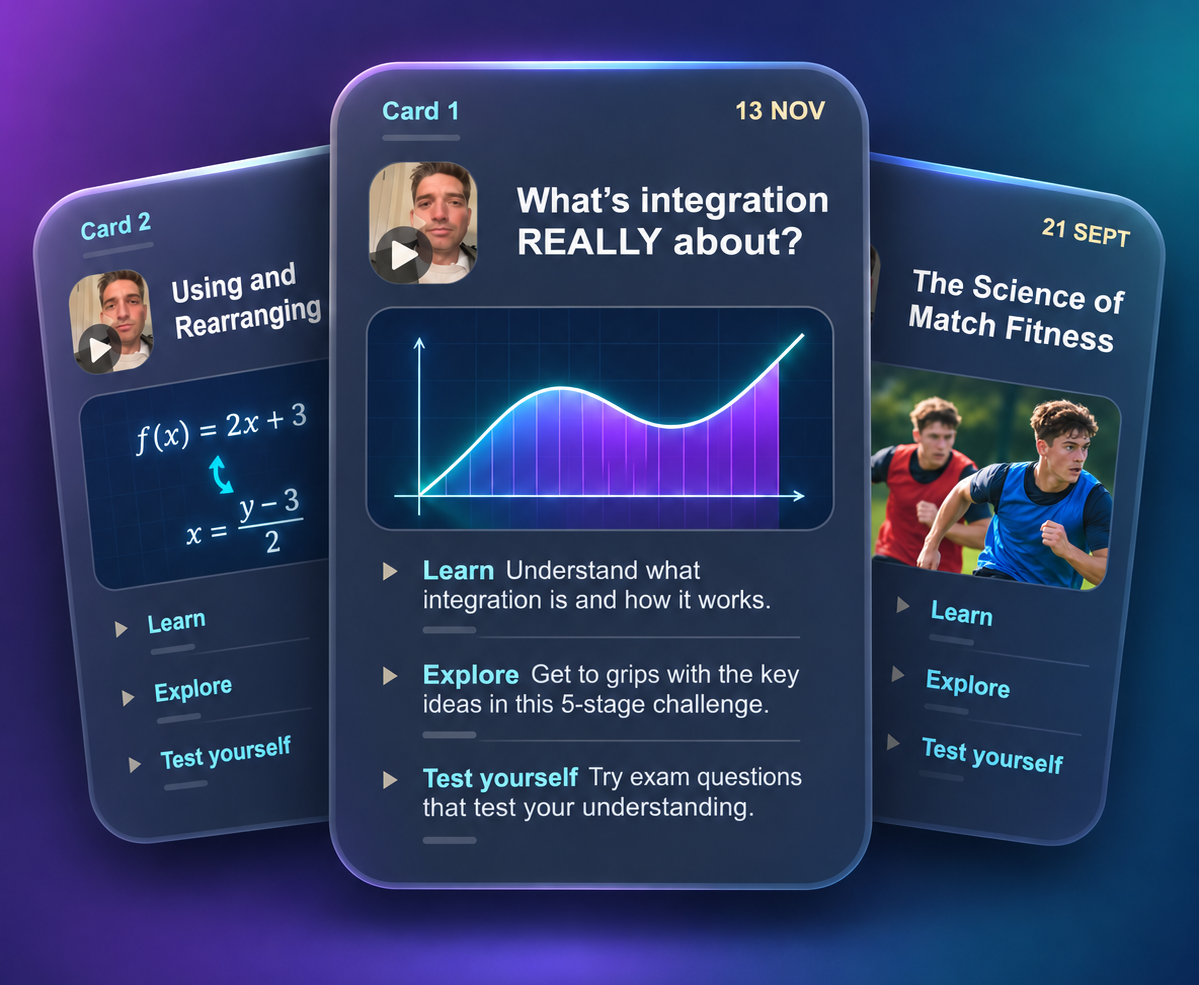 Card 1
13 NOV
What’s integration
REALLY about?
Learn Understand what
integration is and how it works.
Explore Get to grips with the key
ideas in this 5-stage challenge.
Test yourself Try exam questions
that test your understanding.
Card 2
Using and
Rearranging
f(x) = 2x + 3
x = y − 3 / 2
Learn
Explore
Test yourself
21 SEPT
The Science of
Match Fitness
Learn
Explore
Test yourself